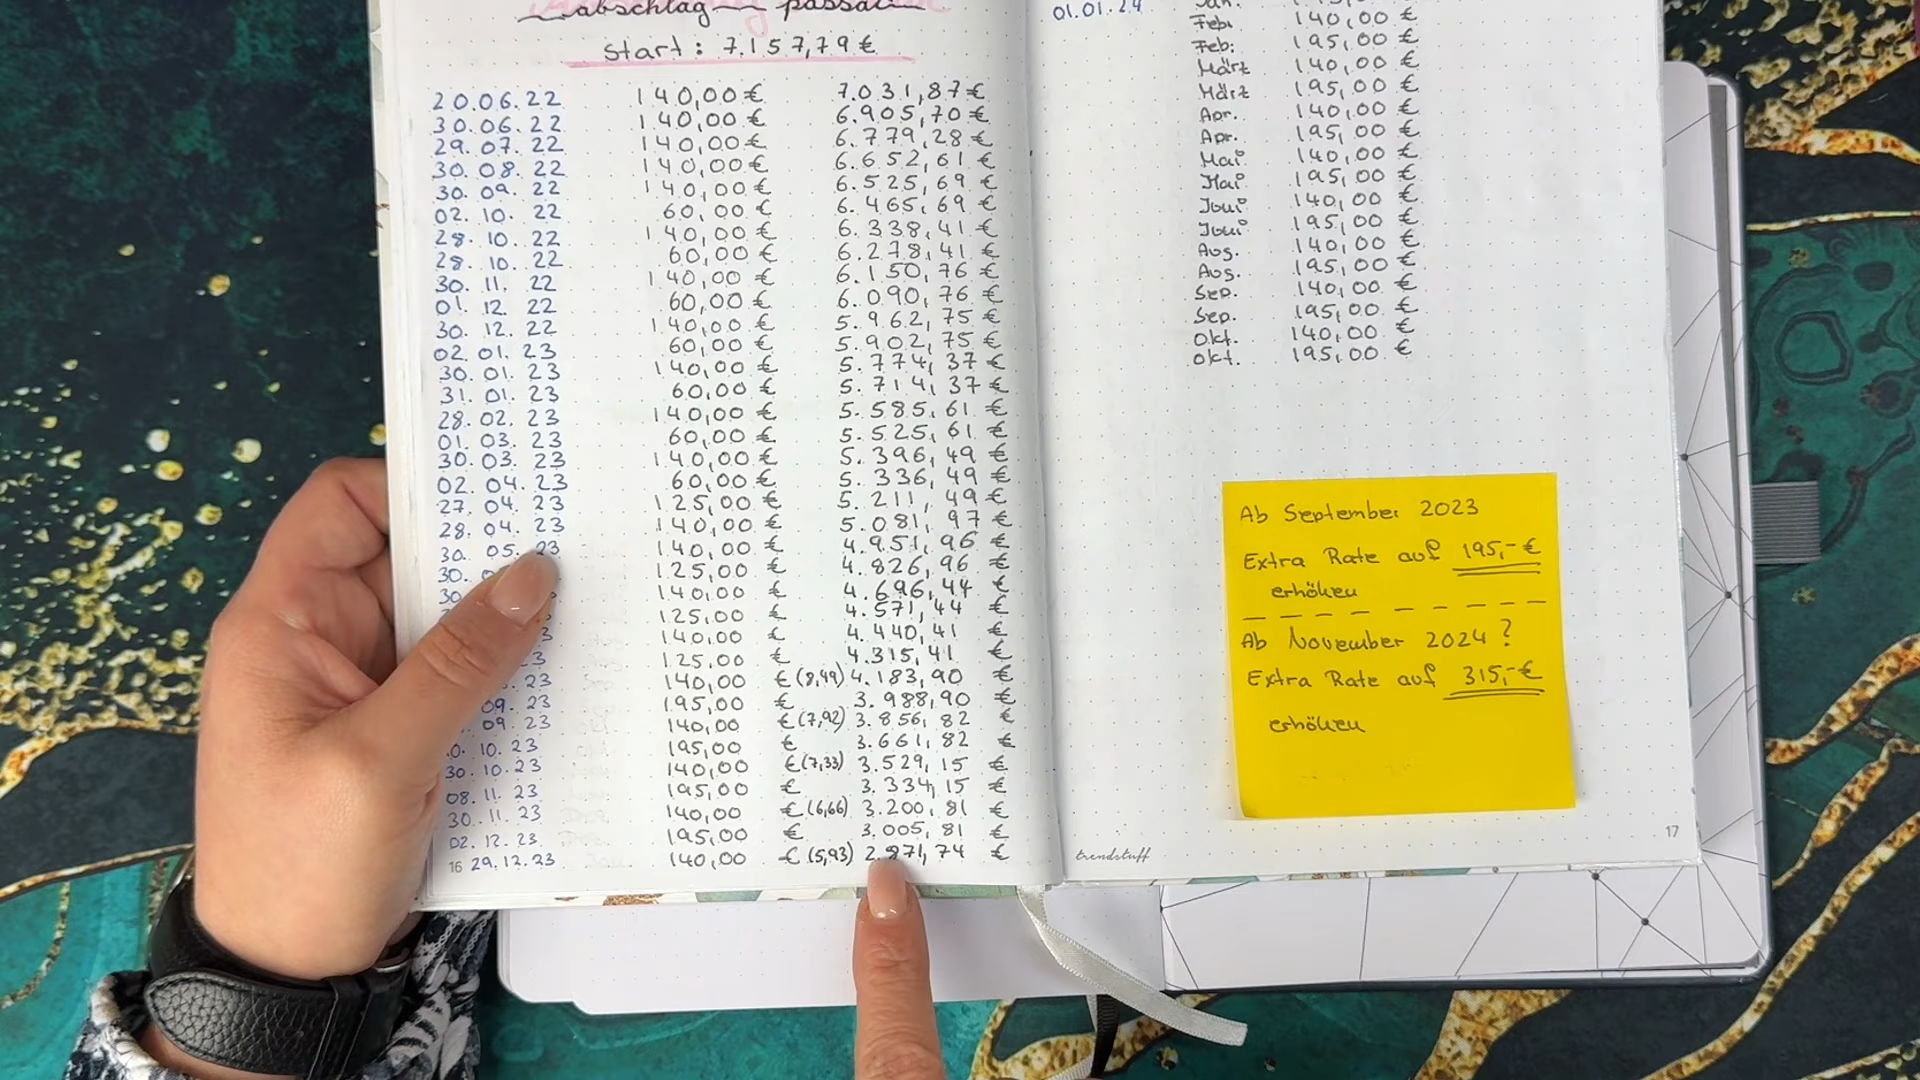 abschlag passat
Start: 7.157,79 €
20.06.22 140,00 € 7.031,87 €
30.06.22 140,00 € 6.905,70 €
29.07.22 140,00 € 6.779,28 €
30.08.22 140,00 € 6.652,61 €
30.09.22 140,00 € 6.525,69 €
02.10.22 60,00 € 6.465,69 €
28.10.22 140,00 € 6.338,41 €
28.10.22 60,00 € 6.278,41 €
30.11.22 140,00 € 6.150,76 €
01.12.22 60,00 € 6.090,76 €
30.12.22 140,00 € 5.962,75 €
02.01.23 60,00 € 5.902,75 €
30.01.23 140,00 € 5.774,37 €
31.01.23 60,00 € 5.714,37 €
28.02.23 140,00 € 5.585,61 €
01.03.23 60,00 € 5.525,61 €
30.03.23 140,00 € 5.396,49 €
02.04.23 60,00 € 5.336,49 €
27.04.23 125,00 € 5.211,49 €
28.04.23 140,00 € 5.081,97 €
30.05.23 140,00 € 4.951,96 €
30. 125,00 € 4.826,96 €
30. 140,00 € 4.696,44 €
125,00 € 4.571,44 €
140,00 € 4.440,41 €
23 125,00 € 4.315,41 €
23 140,00 € (8,49) 4.183,90 €
09.23 195,00 € 3.988,90 €
09.23 140,00 € (7,92) 3.856,82 €
10.23 195,00 € 3.661,82 €
30.10.23 140,00 € (7,33) 3.529,15 €
08.11.23 195,00 € 3.334,15 €
30.11.23 140,00 € (6,66) 3.200,81 €
02.12.23 195,00 € 3.005,81 €
29.12.23 140,00 € (5,93) 2.871,74 €
16
01.01.24 Jan.
Feb. 140,00 €
Feb. 195,00 €
März 140,00 €
März 195,00 €
Apr. 140,00 €
Apr. 195,00 €
Mai 140,00 €
Mai 195,00 €
Juni 140,00 €
Juni 195,00 €
Aug. 140,00 €
Aug. 195,00 €
Sep. 140,00 €
Sep. 195,00 €
Okt. 140,00 €
Okt. 195,00 €
Ab September 2023
Extra Rate auf 195,-€
erhöhen
Ab November 2024?
Extra Rate auf 315,-€
erhöhen
trendstuff
17